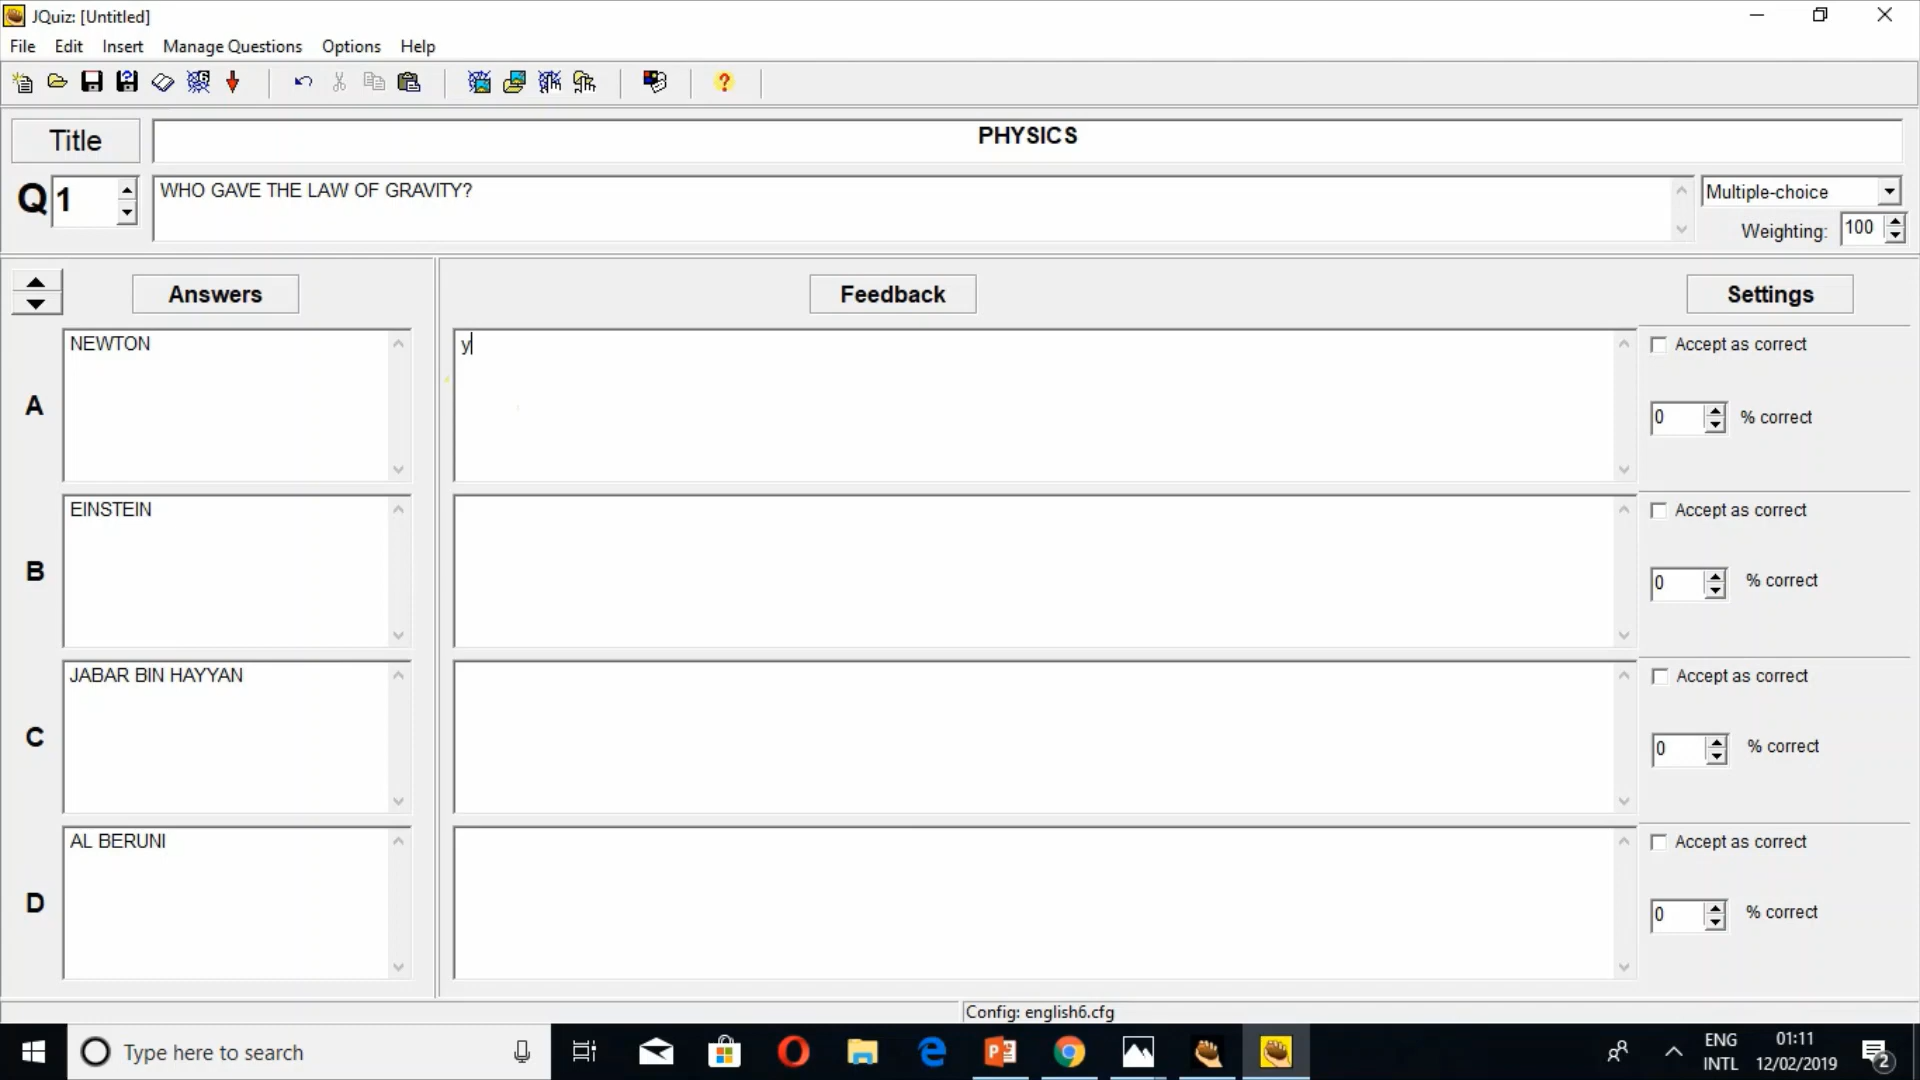 JQuiz: [Untitled]
File Edit Insert Manage Questions Options Help
Title
PHYSICS
Q 1
WHO GAVE THE LAW OF GRAVITY?
Multiple-choice
Weighting: 100
Answers
Feedback
Settings
A
NEWTON
y
Accept as correct
0 % correct
B
EINSTEIN
Accept as correct
0 % correct
C
JABAR BIN HAYYAN
Accept as correct
0 % correct
D
AL BERUNI
Accept as correct
0 % correct
Config: english6.cfg
Type here to search
ENG
INTL
01:11
12/02/2019
2